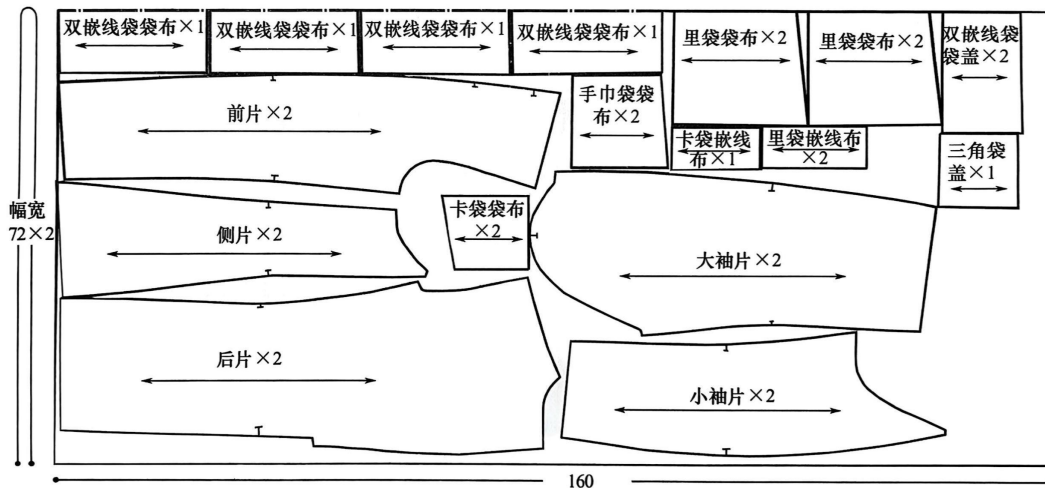 双嵌线袋袋布×1
双嵌线袋袋布×1
双嵌线袋袋布×1
双嵌线袋袋布×1
里袋袋布×2
里袋袋布×2
双嵌线袋
袋盖×2
前片×2
手巾袋袋
布×2
卡袋嵌线
布×1
里袋嵌线布
×2
三角袋
盖×1
幅宽
72×2
侧片×2
卡袋袋布
×2
大袖片×2
后片×2
小袖片×2
160